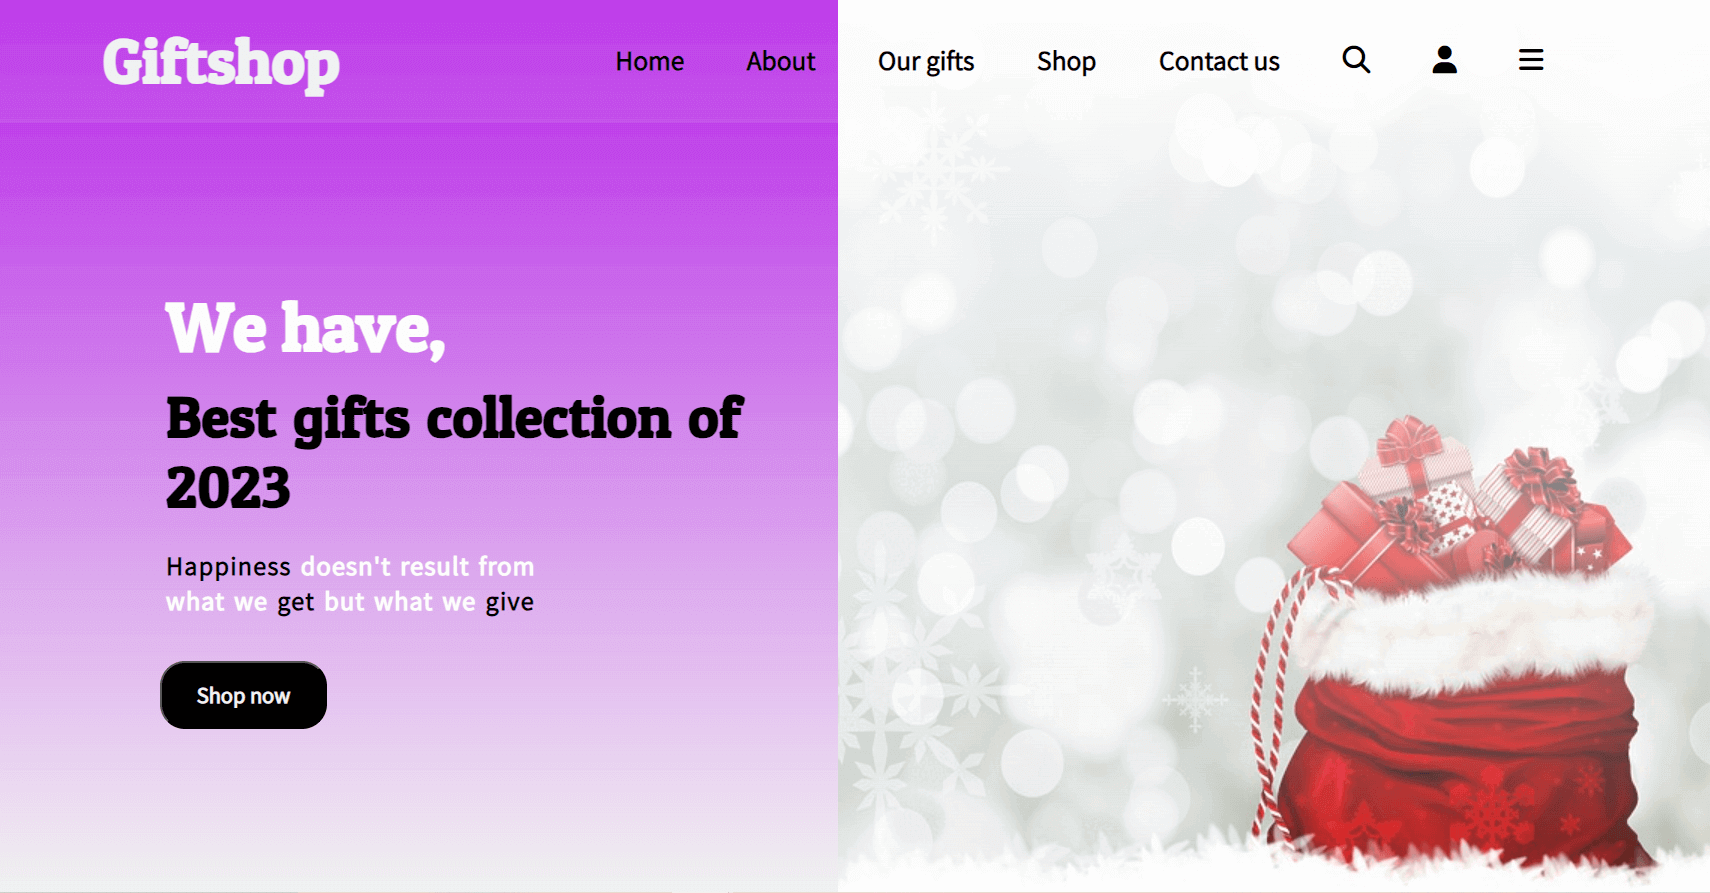 Giftshop
Home About Our gifts Shop Contact us
We have,
Best gifts collection of
2023
Happiness doesn't result from
what we get but what we give
Shop now